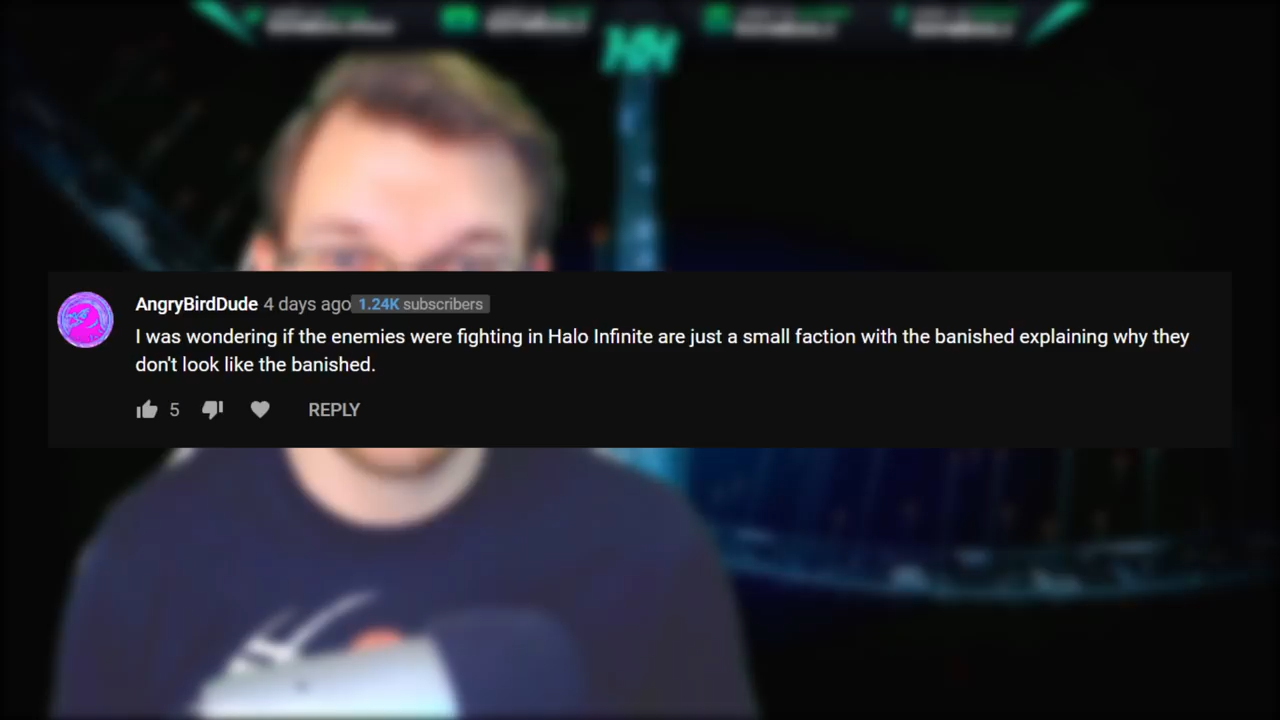 HH
AngryBirdDude 4 days ago 1.24K subscribers
I was wondering if the enemies were fighting in Halo Infinite are just a small faction with the banished explaining why they
don't look like the banished.
5 REPLY